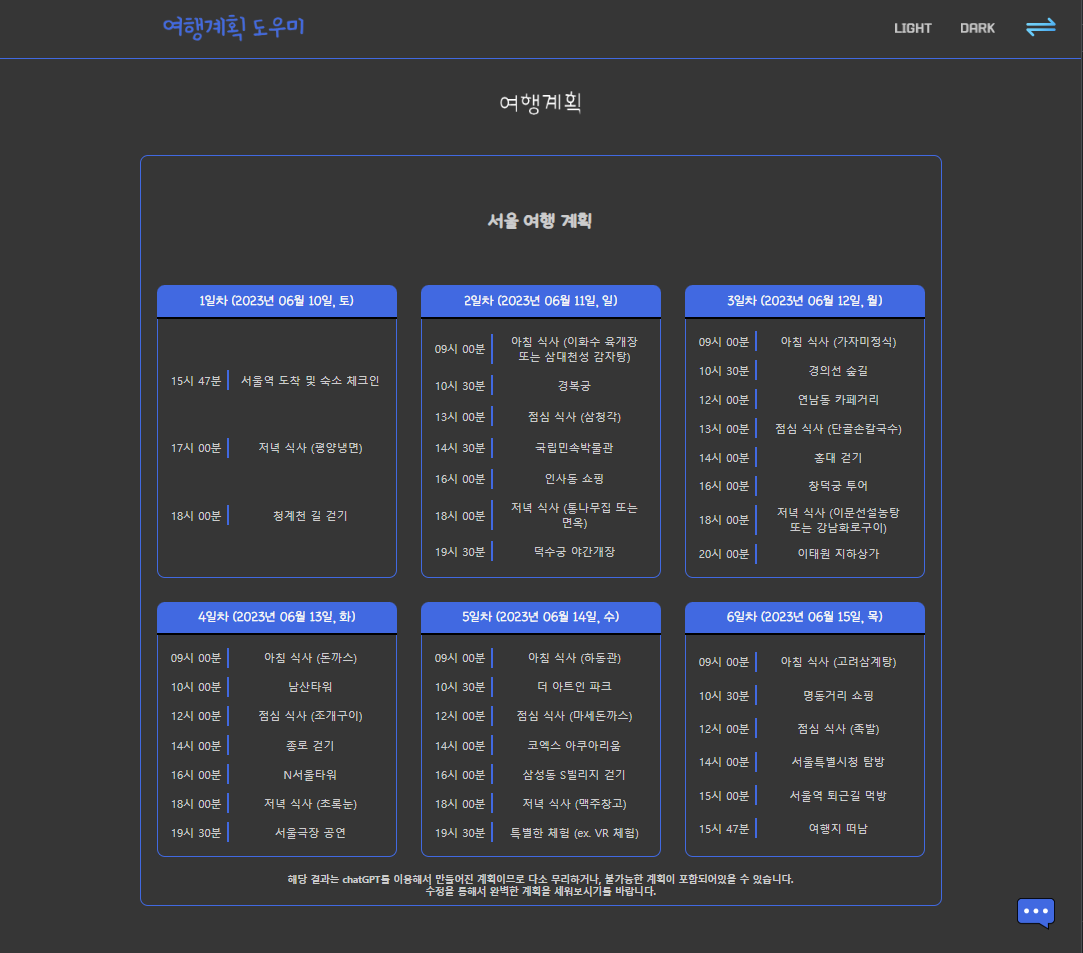 여행계획 도우미
LIGHT
DARK
여행계획
서울 여행 계획
1일차 (2023년 06월 10일, 토)
15시 47분 서울역 도착 및 숙소 체크인
17시 00분 저녁 식사 (평양냉면)
18시 00분 청계천 길 걷기
2일차 (2023년 06월 11일, 일)
09시 00분 아침 식사 (이화수 육개장
또는 삼대천성 감자탕)
10시 30분 경복궁
13시 00분 점심 식사 (삼청각)
14시 30분 국립민속박물관
16시 00분 인사동 쇼핑
18시 00분 저녁 식사 (통나무집 또는
면옥)
19시 30분 덕수궁 야간개장
3일차 (2023년 06월 12일, 월)
09시 00분 아침 식사 (가자미정식)
10시 30분 경의선 숲길
12시 00분 연남동 카페거리
13시 00분 점심 식사 (단골손칼국수)
14시 00분 홍대 걷기
16시 00분 창덕궁 투어
18시 00분 저녁 식사 (이문선설농탕
또는 강남화로구이)
20시 00분 이태원 지하상가
4일차 (2023년 06월 13일, 화)
09시 00분 아침 식사 (돈까스)
10시 00분 남산타워
12시 00분 점심 식사 (조개구이)
14시 00분 종로 걷기
16시 00분 N서울타워
18시 00분 저녁 식사 (초록눈)
19시 30분 서울극장 공연
5일차 (2023년 06월 14일, 수)
09시 00분 아침 식사 (하동관)
10시 30분 더 아트인 파크
12시 00분 점심 식사 (마세돈까스)
14시 00분 코엑스 아쿠아리움
16시 00분 삼성동 S빌리지 걷기
18시 00분 저녁 식사 (맥주창고)
19시 30분 특별한 체험 (ex. VR 체험)
6일차 (2023년 06월 15일, 목)
09시 00분 아침 식사 (고려삼계탕)
10시 30분 명동거리 쇼핑
12시 00분 점심 식사 (족발)
14시 00분 서울특별시청 탐방
15시 00분 서울역 퇴근길 먹방
15시 47분 여행지 떠남
해당 결과는 chatGPT를 이용해서 만들어진 계획이므로 다소 무리하거나, 불가능한 계획이 포함되어있을 수 있습니다.
수정을 통해서 완벽한 계획을 세워보시기를 바랍니다.